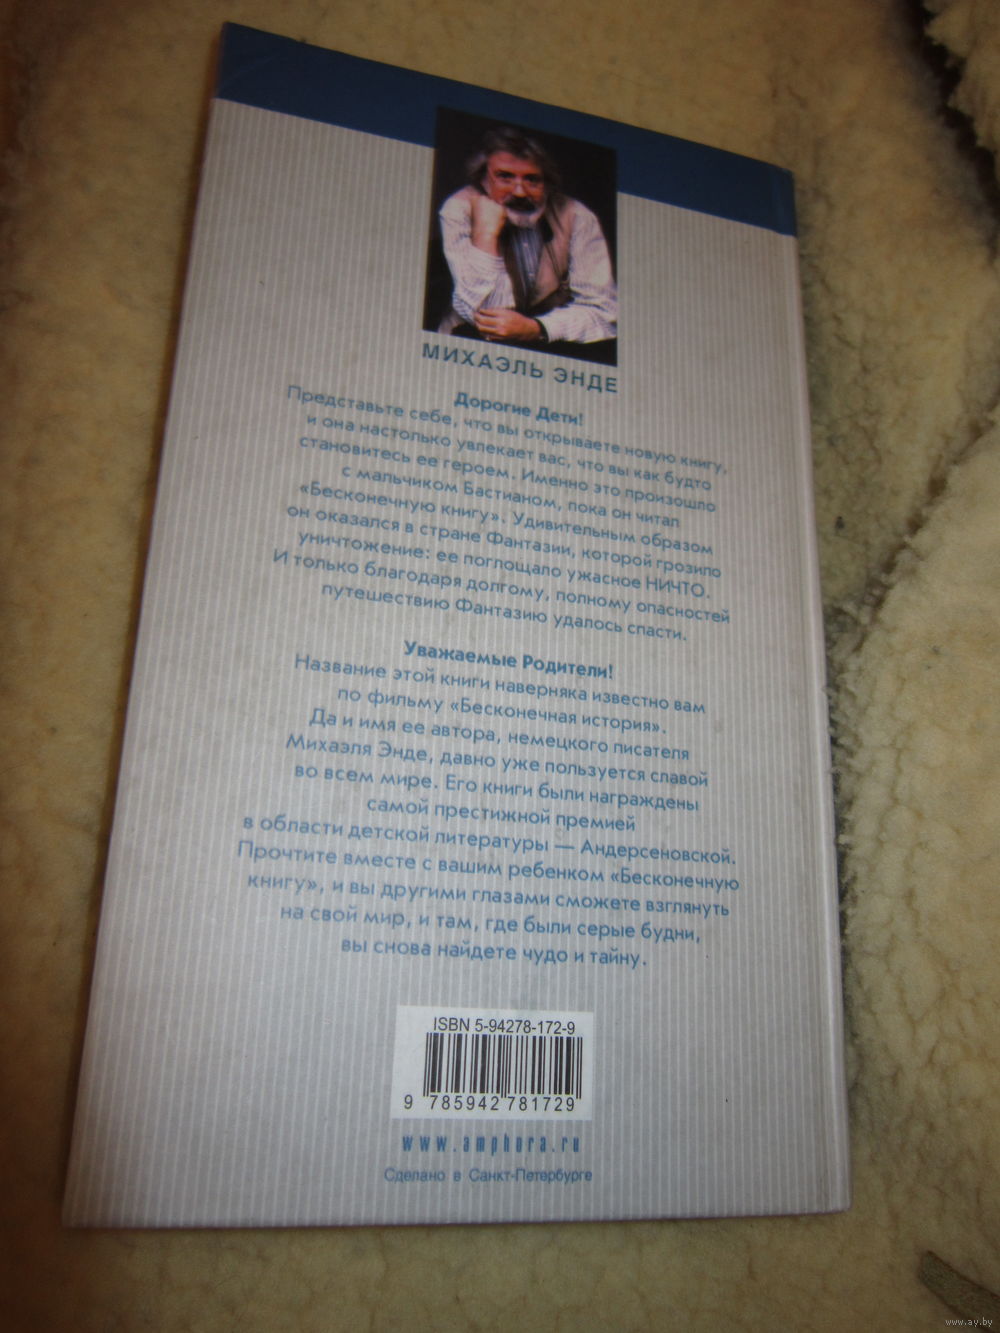 МИХАЭЛЬ ЭНДЕ
Дорогие Дети!
Представьте себе, что вы открываете новую книгу,
и она настолько увлекает вас, что вы как будто
становитесь ее героем. Именно это произошло
с мальчиком Бастианом, пока он читал
«Бесконечную книгу». Удивительным образом
он оказался в стране Фантазии, которой грозило
уничтожение: ее поглощало ужасное НИЧТО.
И только благодаря долгому, полному опасностей
путешествию Фантазию удалось спасти.
Уважаемые Родители!
Название этой книги наверняка известно вам
по фильму «Бесконечная история».
Да и имя ее автора, немецкого писателя
Михаэля Энде, давно уже пользуется славой
во всем мире. Его книги были награждены
самой престижной премией
в области детской литературы — Андерсеновской.
Прочтите вместе с вашим ребенком «Бесконечную
книгу», и вы другими глазами сможете взглянуть
на свой мир, и там, где были серые будни,
вы снова найдете чудо и тайну.
ISBN 5-94278-172-9
9 785942 781729
www.amphora.ru
Сделано в Санкт-Петербурге
www.ay.by